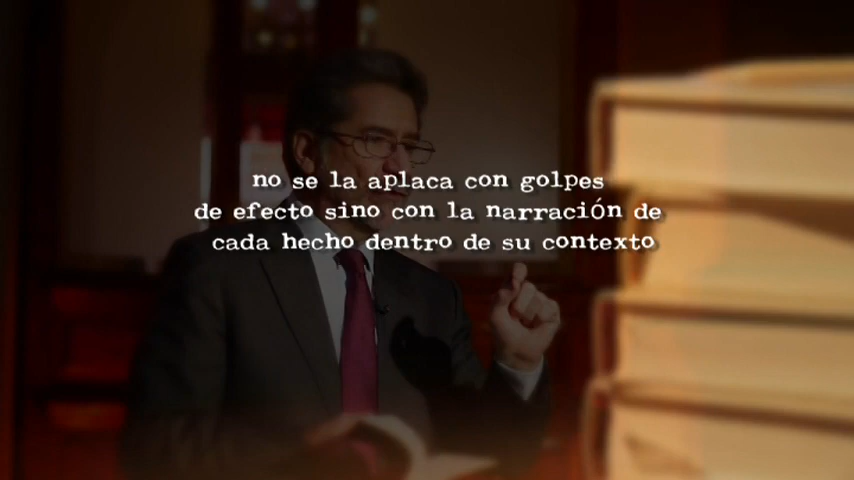 no se la aplaca con golpes
de efecto sino con la narración de
cada hecho dentro de su contexto